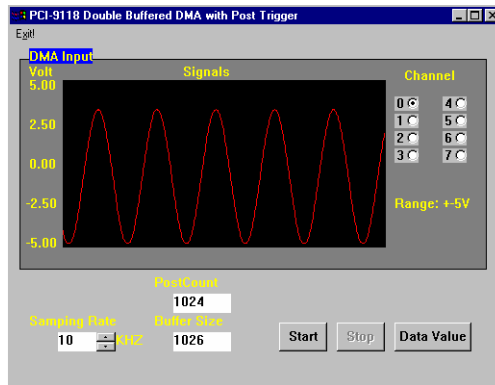 PCI-9118 Double Buffered DMA with Post Trigger
Exit!
DMA Input
Volt
Signals
Channel
5.00
2.50
0.00
-2.50
-5.00
0 4
1 5
2 6
3 7
Range: +-5V
PostCount
1024
Samping Rate
10 KHZ
Buffer Size
1026
Start
Stop
Data Value